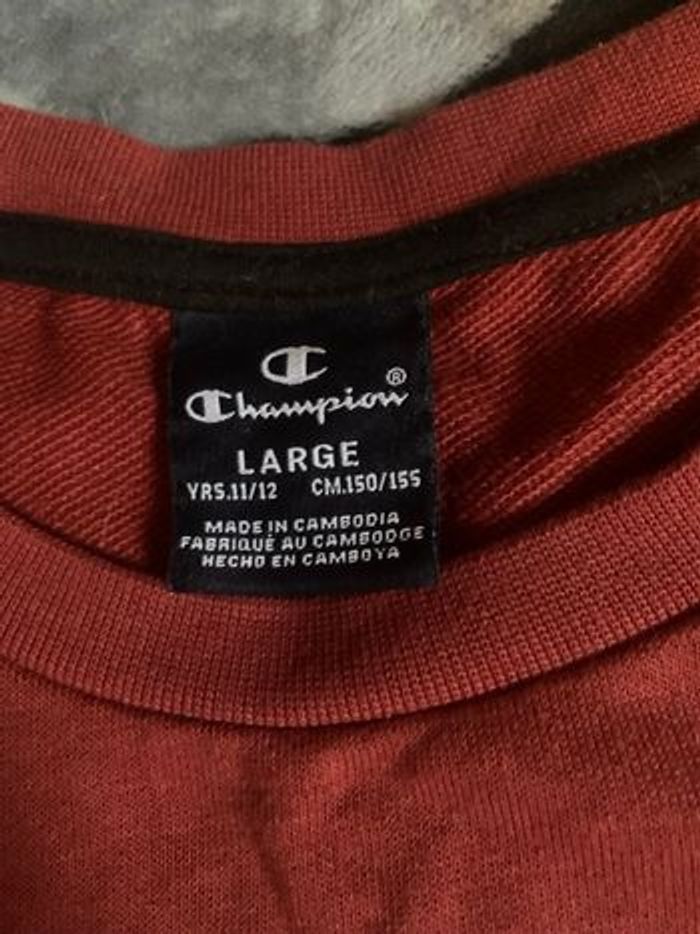 Champion®
LARGE
YRS.11/12 CM.150/155
MADE IN CAMBODIA
FABRIQUÉ AU CAMBODGE
HECHO EN CAMBOYA